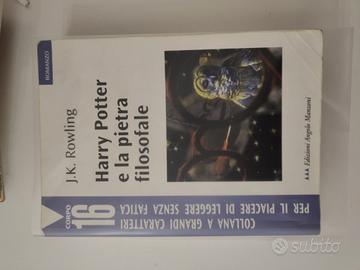 ROMANZO
J.K. Rowling
Harry Potter
e la pietra
filosofale
Edizioni Angolo Manzoni
CORPO
16
COLLANA A GRANDI CARATTERI
PER IL PIACERE DI LEGGERE SENZA FATICA
subito